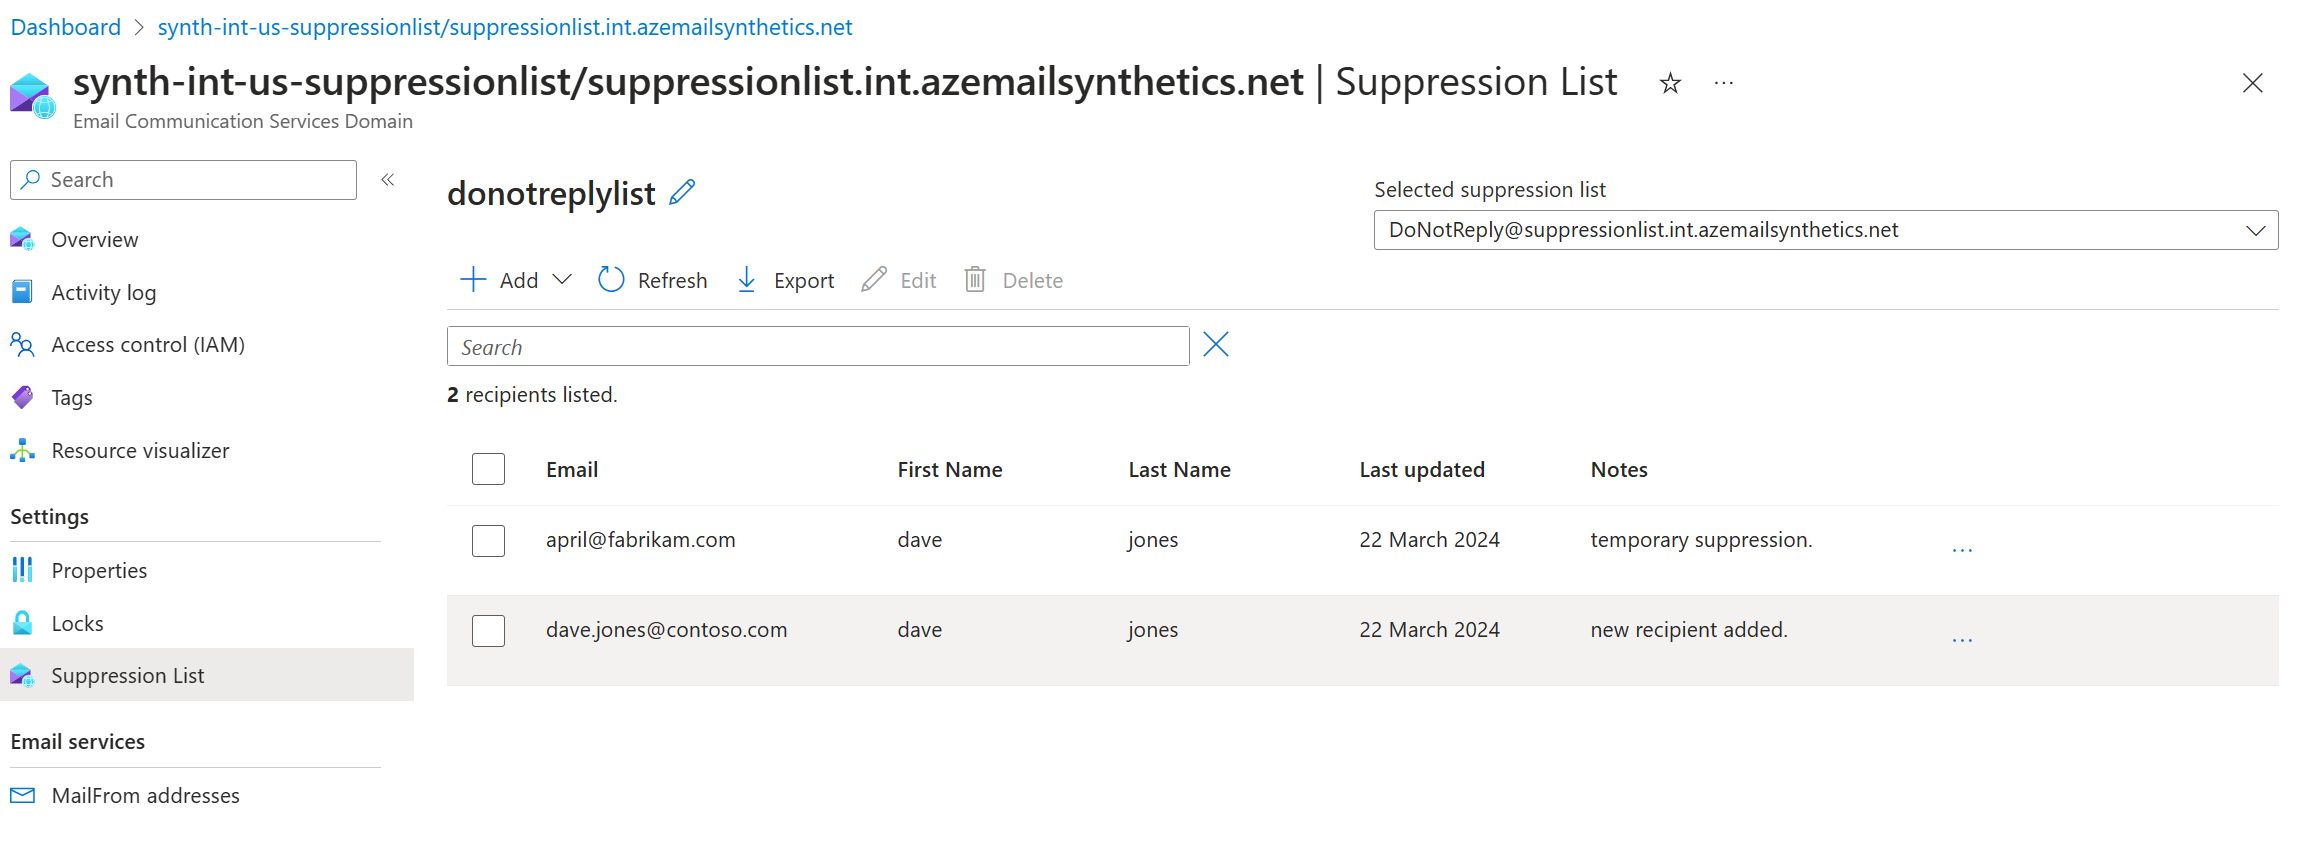 Dashboard > synth-int-us-suppressionlist/suppressionlist.int.azemailsynthetics.net
synth-int-us-suppressionlist/suppressionlist.int.azemailsynthetics.net | Suppression List ☆ ...
Email Communication Services Domain
Search «
Overview
Activity log
Access control (IAM)
Tags
Resource visualizer
Settings
Properties
Locks
Suppression List
Email services
MailFrom addresses
donotreplylist
Selected suppression list
DoNotReply@suppressionlist.int.azemailsynthetics.net
Add Refresh Export Edit Delete
Search
2 recipients listed.
Email First Name Last Name Last updated Notes
april@fabrikam.com dave jones 22 March 2024 temporary suppression. ...
dave.jones@contoso.com dave jones 22 March 2024 new recipient added. ...